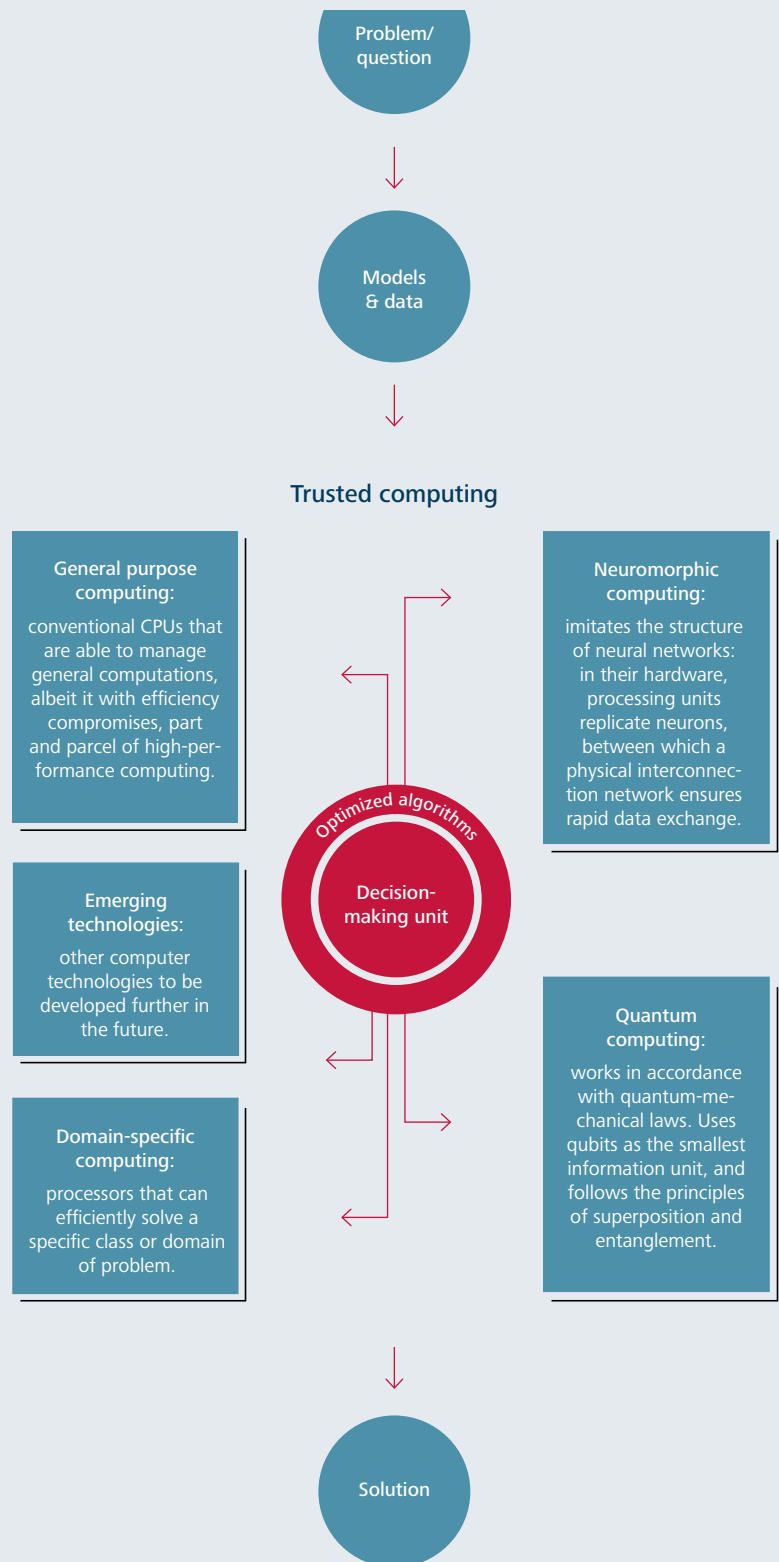 Problem/
question
Models
& data
Trusted computing
General purpose
computing:
conventional CPUs that
are able to manage
general computations,
albeit it with efficiency
compromises, part
and parcel of high-per-
formance computing.
Neuromorphic
computing:
imitates the structure
of neural networks:
in their hardware,
processing units
replicate neurons,
between which a
physical interconnec-
tion network ensures
rapid data exchange.
Optimized algorithms
Decision-
making unit
Emerging
technologies:
other computer
technologies to be
developed further in
the future.
Quantum
computing:
works in accordance
with quantum-me-
chanical laws. Uses
qubits as the smallest
information unit, and
follows the principles
of superposition and
entanglement.
Domain-specific
computing:
processors that can
efficiently solve a
specific class or domain
of problem.
Solution